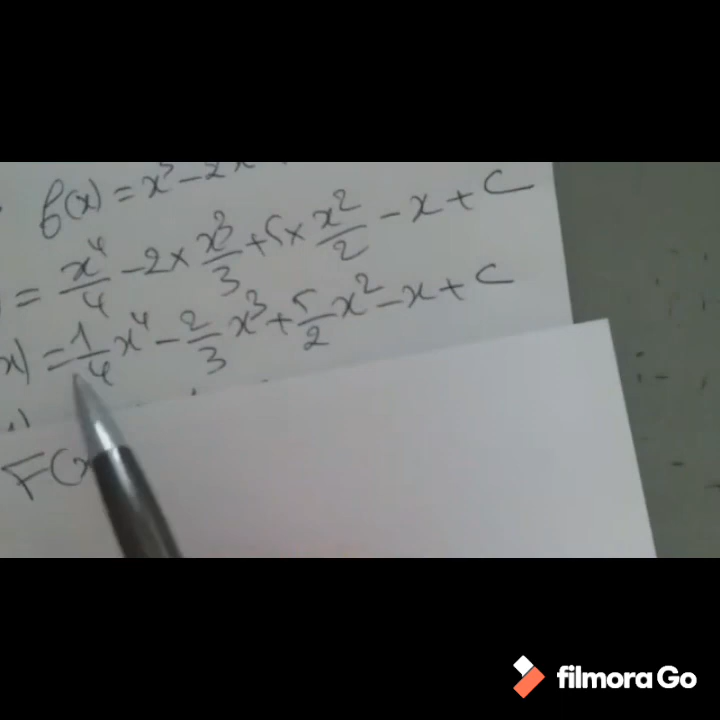 f(x) = x³ - 2x
= x⁴/4 - 2 × x³/3 + 5 × x²/2 - x + C
x) = 1/4 x⁴ - 2/3 x³ + 5/2 x² - x + C
F(x
filmora Go